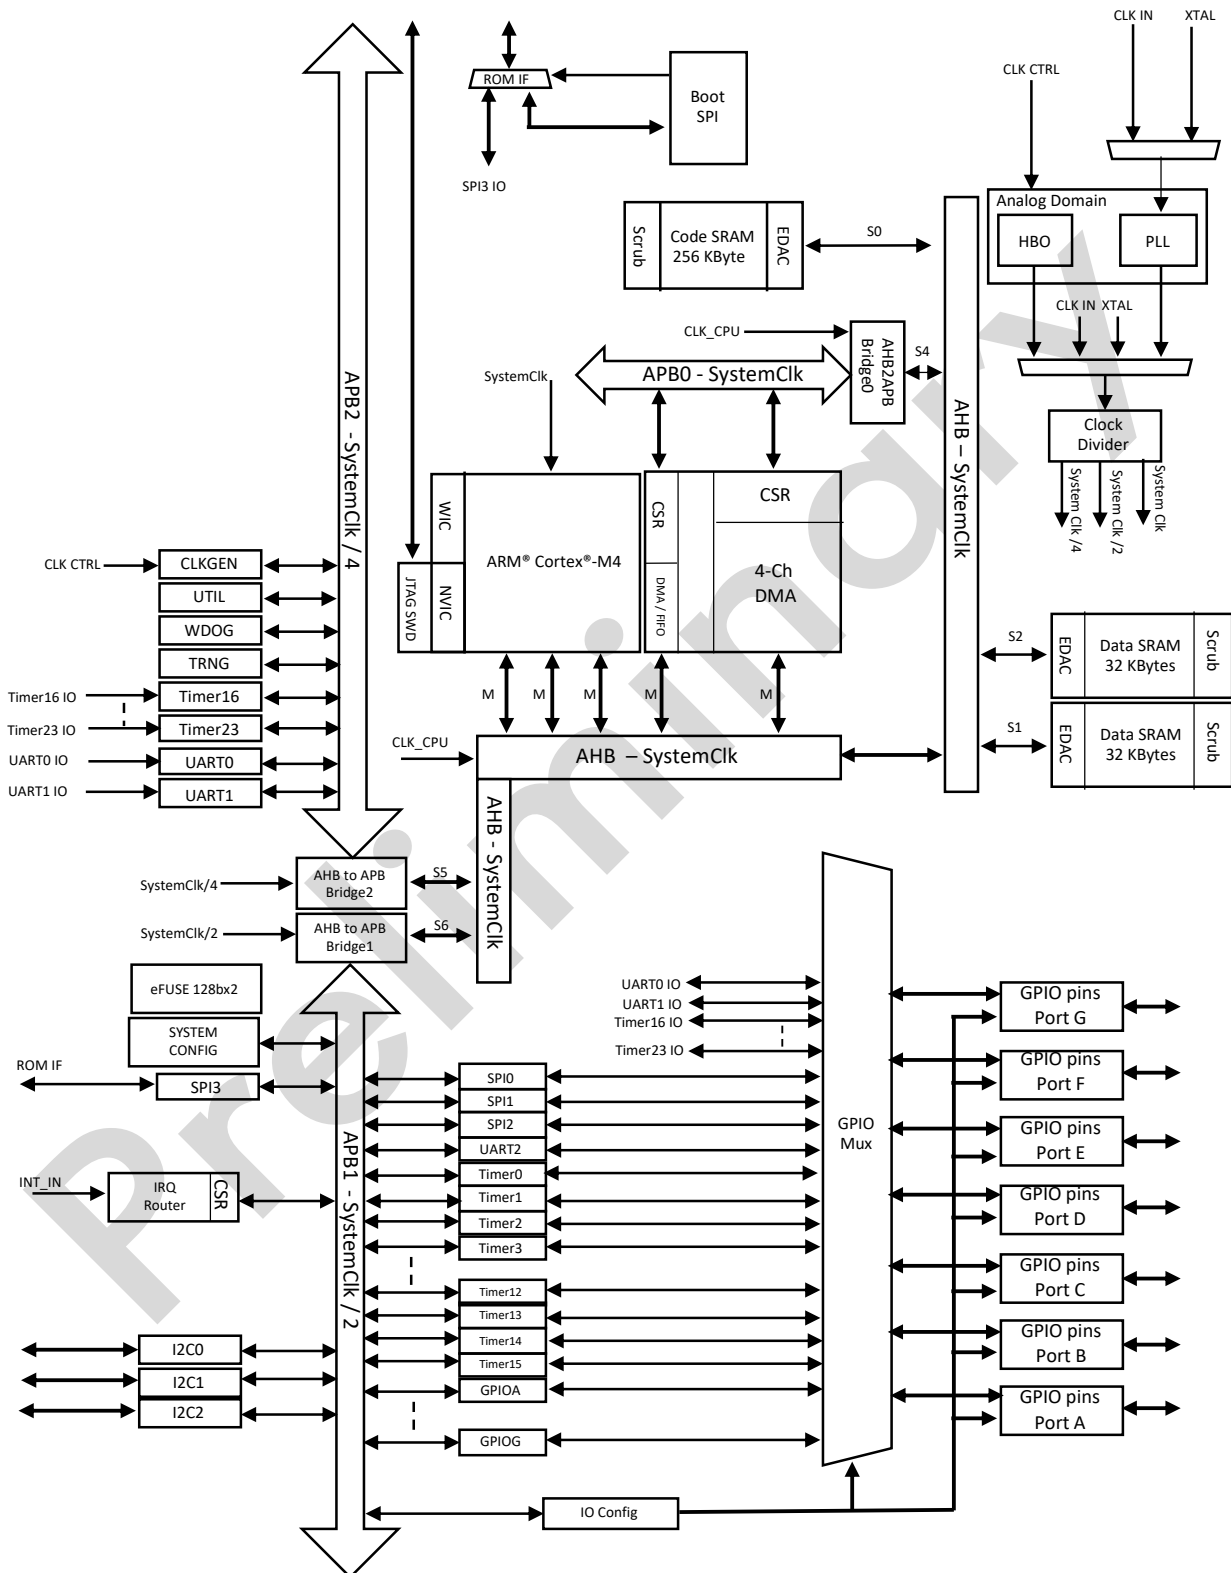 CLK IN
XTAL
CLK CTRL
ROM IF
Boot
SPI
SPI3 IO
Analog Domain
HBO
PLL
Scrub
Code SRAM
256 KByte
EDAC
S0
CLK IN
XTAL
CLK_CPU
AHB2APB
Bridge0
S4
SystemClk
APB0 - SystemClk
AHB – SystemClk
Clock
Divider
System Clk /4
System Clk /2
System Clk
APB2 - SystemClk / 4
WIC
NVIC
JTAG SWD
ARM® Cortex®-M4
CSR
DMA / FIFO
CSR
4-Ch
DMA
CLK CTRL
CLKGEN
UTIL
WDOG
TRNG
Timer16 IO
Timer16
Timer23 IO
Timer23
UART0 IO
UART0
UART1 IO
UART1
S2
EDAC
Data SRAM
32 KBytes
Scrub
S1
EDAC
Data SRAM
32 KBytes
Scrub
M
M
M
M
M
CLK_CPU
AHB – SystemClk
AHB - SystemClk
SystemClk/4
AHB to APB
Bridge2
S5
SystemClk/2
AHB to APB
Bridge1
S6
eFUSE 128bx2
SYSTEM
CONFIG
ROM IF
SPI3
INT_IN
IRQ
Router
CSR
APB1 - SystemClk / 2
I2C0
I2C1
I2C2
UART0 IO
UART1 IO
Timer16 IO
Timer23 IO
SPI0
SPI1
SPI2
UART2
Timer0
Timer1
Timer2
Timer3
Timer12
Timer13
Timer14
Timer15
GPIOA
GPIOG
IO Config
GPIO
Mux
GPIO pins
Port G
GPIO pins
Port F
GPIO pins
Port E
GPIO pins
Port D
GPIO pins
Port C
GPIO pins
Port B
GPIO pins
Port A
Preliminary